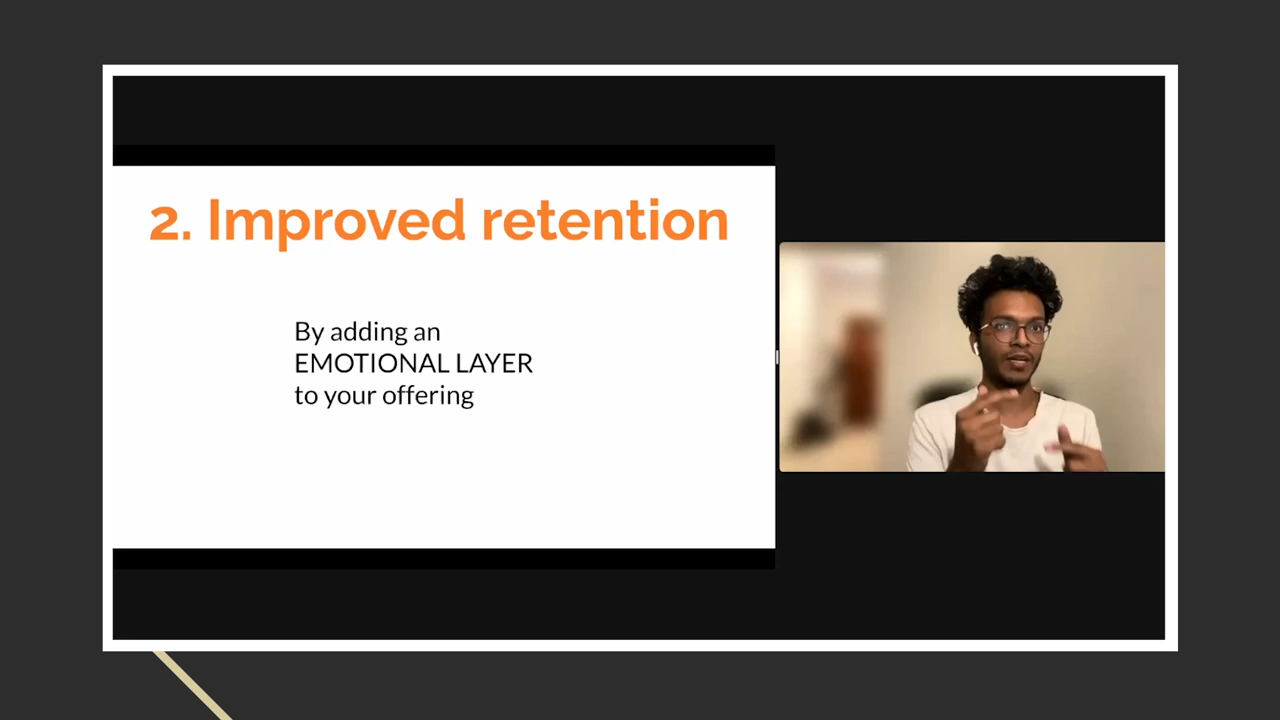 2. Improved retention
By adding an
EMOTIONAL LAYER
to your offering